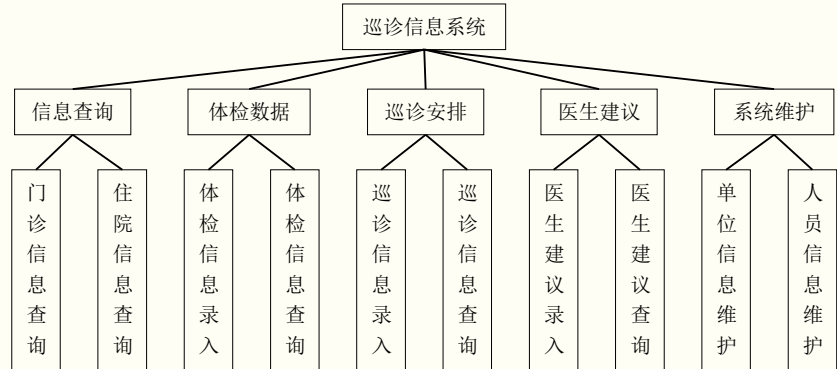 巡诊信息系统
信息查询
体检数据
巡诊安排
医生建议
系统维护
门诊信息查询
住院信息查询
体检信息录入
体检信息查询
巡诊信息录入
巡诊信息查询
医生建议录入
医生建议查询
单位信息维护
人员信息维护